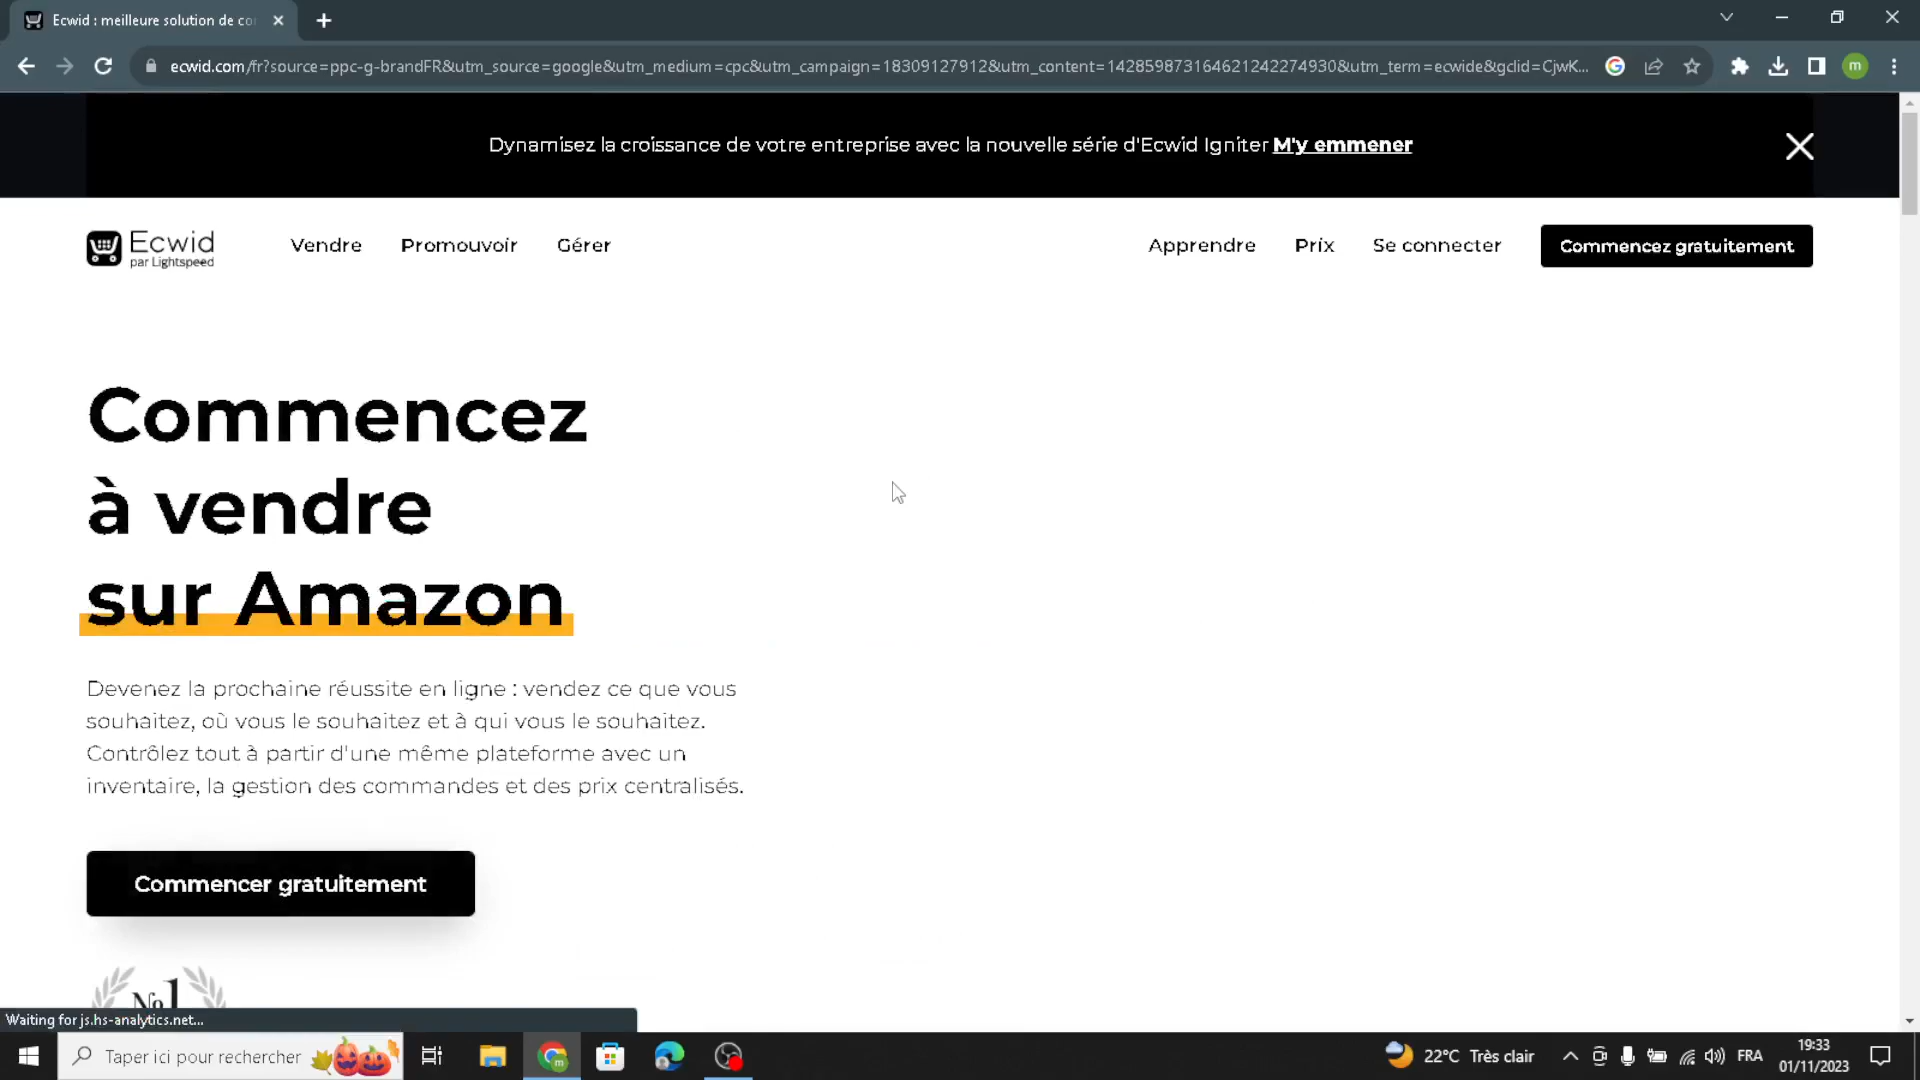 Ecwid : meilleure solution de co
ecwid.com/fr?source=ppc-g-brandFR&utm_source=google&utm_medium=cpc&utm_campaign=18309127912&utm_content=142859873164621242274930&utm_term=ecwide&gclid=CjwK...
m
Dynamisez la croissance de votre entreprise avec la nouvelle série d'Ecwid Igniter M'y emmener
Ecwid
par Lightspeed
Vendre
Promouvoir
Gérer
Apprendre
Prix
Se connecter
Commencez gratuitement
Commencez
à vendre
sur Amazon
Devenez la prochaine réussite en ligne : vendez ce que vous
souhaitez, où vous le souhaitez et à qui vous le souhaitez.
Contrôlez tout à partir d'une même plateforme avec un
inventaire, la gestion des commandes et des prix centralisés.
Commencer gratuitement
No 1
Waiting for js.hs-analytics.net...
Taper ici pour rechercher
m
22°C Très clair
FRA
19:33
01/11/2023